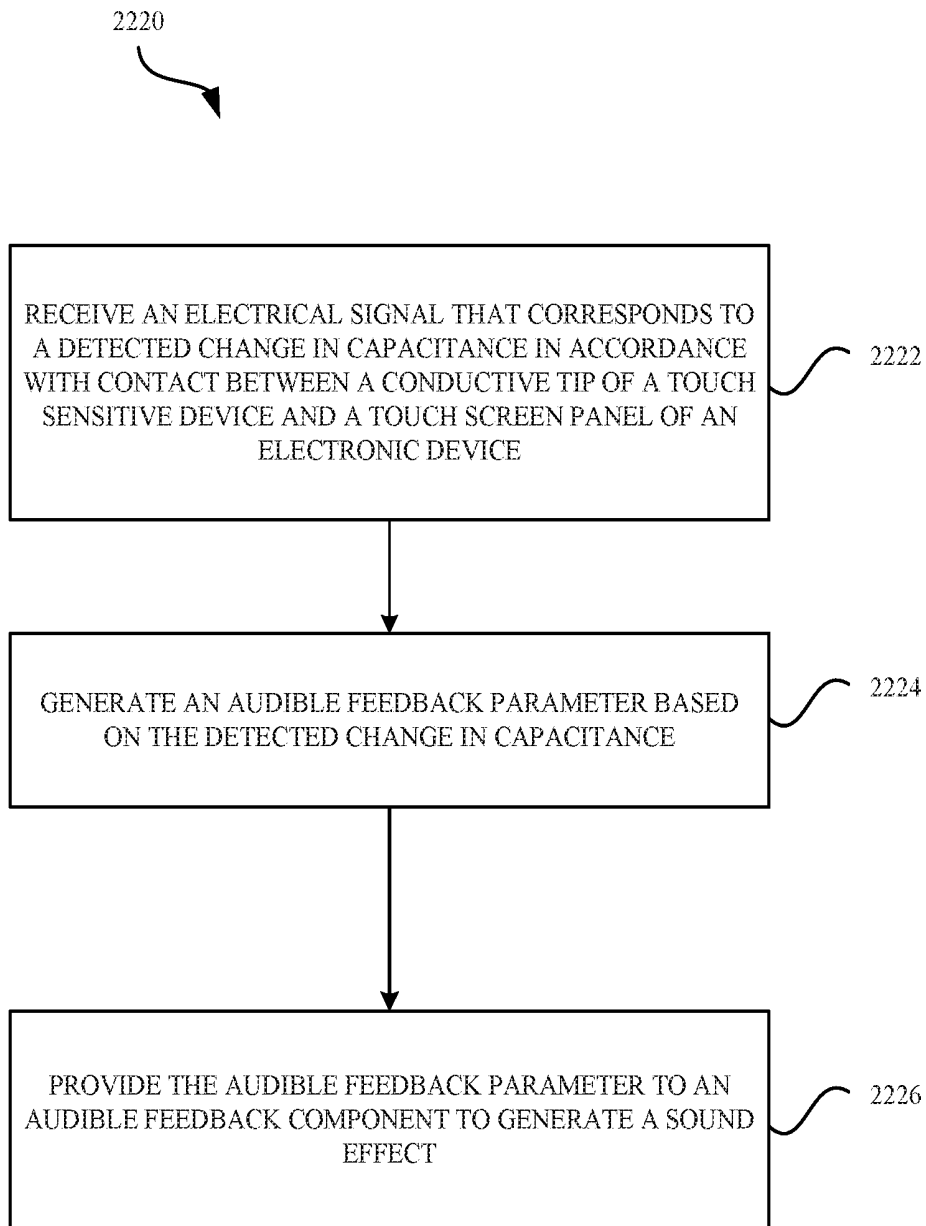 2220
RECEIVE AN ELECTRICAL SIGNAL THAT CORRESPONDS TO
A DETECTED CHANGE IN CAPACITANCE IN ACCORDANCE
WITH CONTACT BETWEEN A CONDUCTIVE TIP OF A TOUCH
SENSITIVE DEVICE AND A TOUCH SCREEN PANEL OF AN
ELECTRONIC DEVICE
2222
GENERATE AN AUDIBLE FEEDBACK PARAMETER BASED
ON THE DETECTED CHANGE IN CAPACITANCE
2224
PROVIDE THE AUDIBLE FEEDBACK PARAMETER TO AN
AUDIBLE FEEDBACK COMPONENT TO GENERATE A SOUND
EFFECT
2226